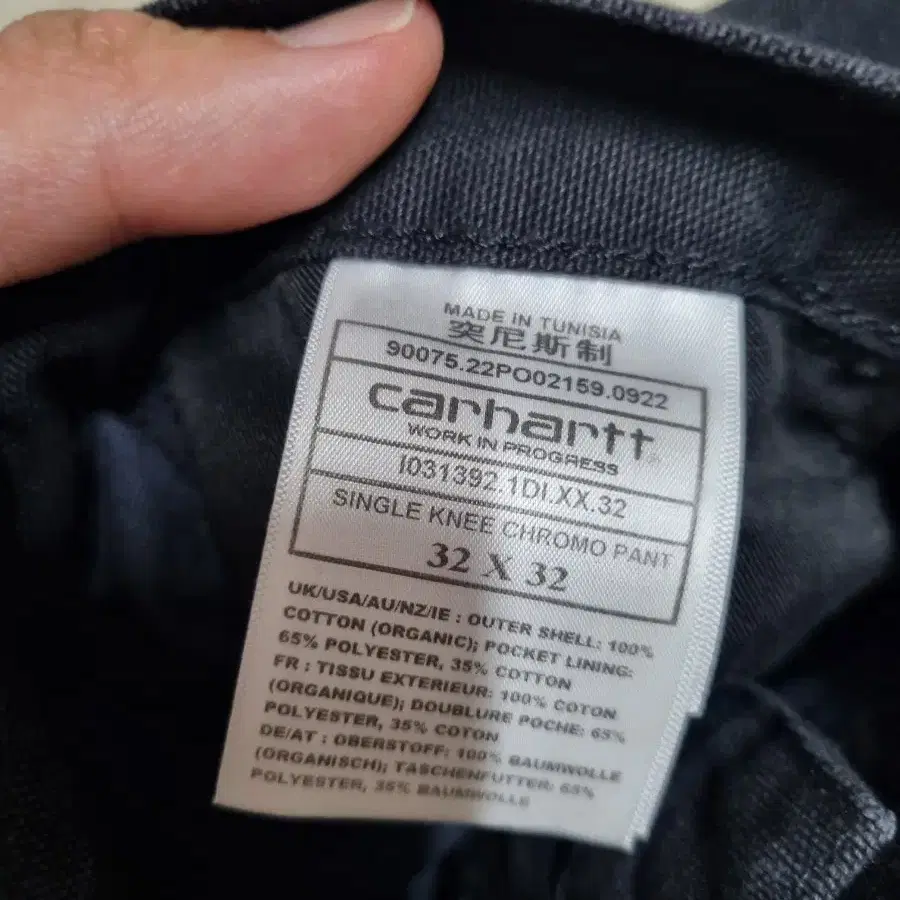 MADE IN TUNISIA
突尼斯制
90075.22PO02159.0922
carhartt
WORK IN PROGRESS
I031392.1DI.XX.32
SINGLE KNEE CHROMO PANT
32 X 32
UK/USA/AU/NZ/IE : OUTER SHELL: 100%
COTTON (ORGANIC); POCKET LINING:
65% POLYESTER, 35% COTTON
FR : TISSU EXTERIEUR: 100% COTON
(ORGANIQUE); DOUBLURE POCHE: 65%
POLYESTER, 35% COTON
DE/AT : OBERSTOFF: 100% BAUMWOLLE
(ORGANISCH); TASCHENFUTTER: 65%
POLYESTER, 35% BAUMWOLLE